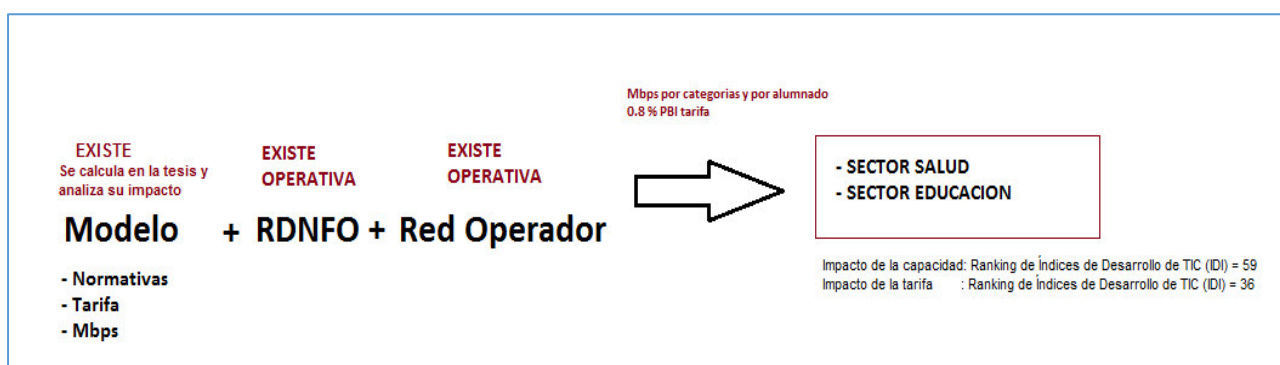 Mbps por categorias y por alumnado
0.8 % PBI tarifa
EXISTE
Se calcula en la tesis y
analiza su impacto
EXISTE
OPERATIVA
EXISTE
OPERATIVA
Modelo + RDNFO + Red Operador
- Normativas
- Tarifa
- Mbps
- SECTOR SALUD
- SECTOR EDUCACION
Impacto de la capacidad: Ranking de Índices de Desarrollo de TIC (IDI) = 59
Impacto de la tarifa : Ranking de Índices de Desarrollo de TIC (IDI) = 36